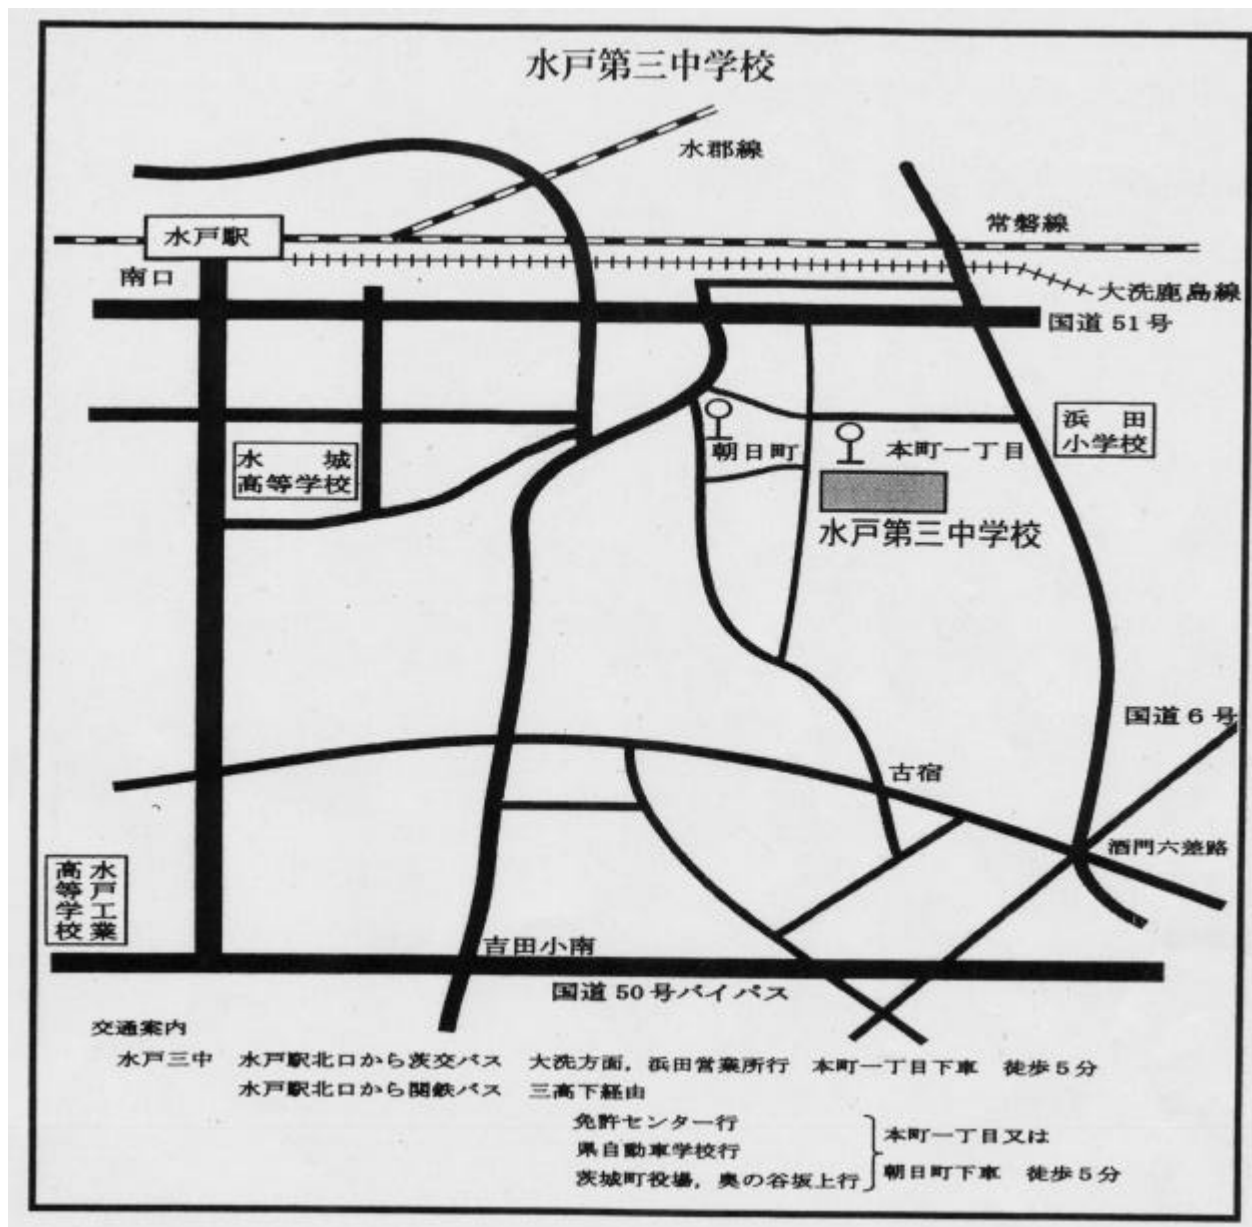 水戸第三中学校
水郡線
常磐線
水戸駅
南口
大洗鹿島線
国道51号
浜田
小学校
朝日町
本町一丁目
水城
高等学校
水戸第三中学校
国道6号
古宿
酒門六差路
水戸工業
高等学校
吉田小南
国道50号バイパス
交通案内
水戸三中 水戸駅北口から茨交バス 大洗方面,浜田営業所行 本町一丁目下車 徒歩5分
水戸駅北口から関鉄バス 三高下経由
免許センター行
県自動車学校行
茨城町役場,奥の谷坂上行
本町一丁目又は
朝日町下車 徒歩5分